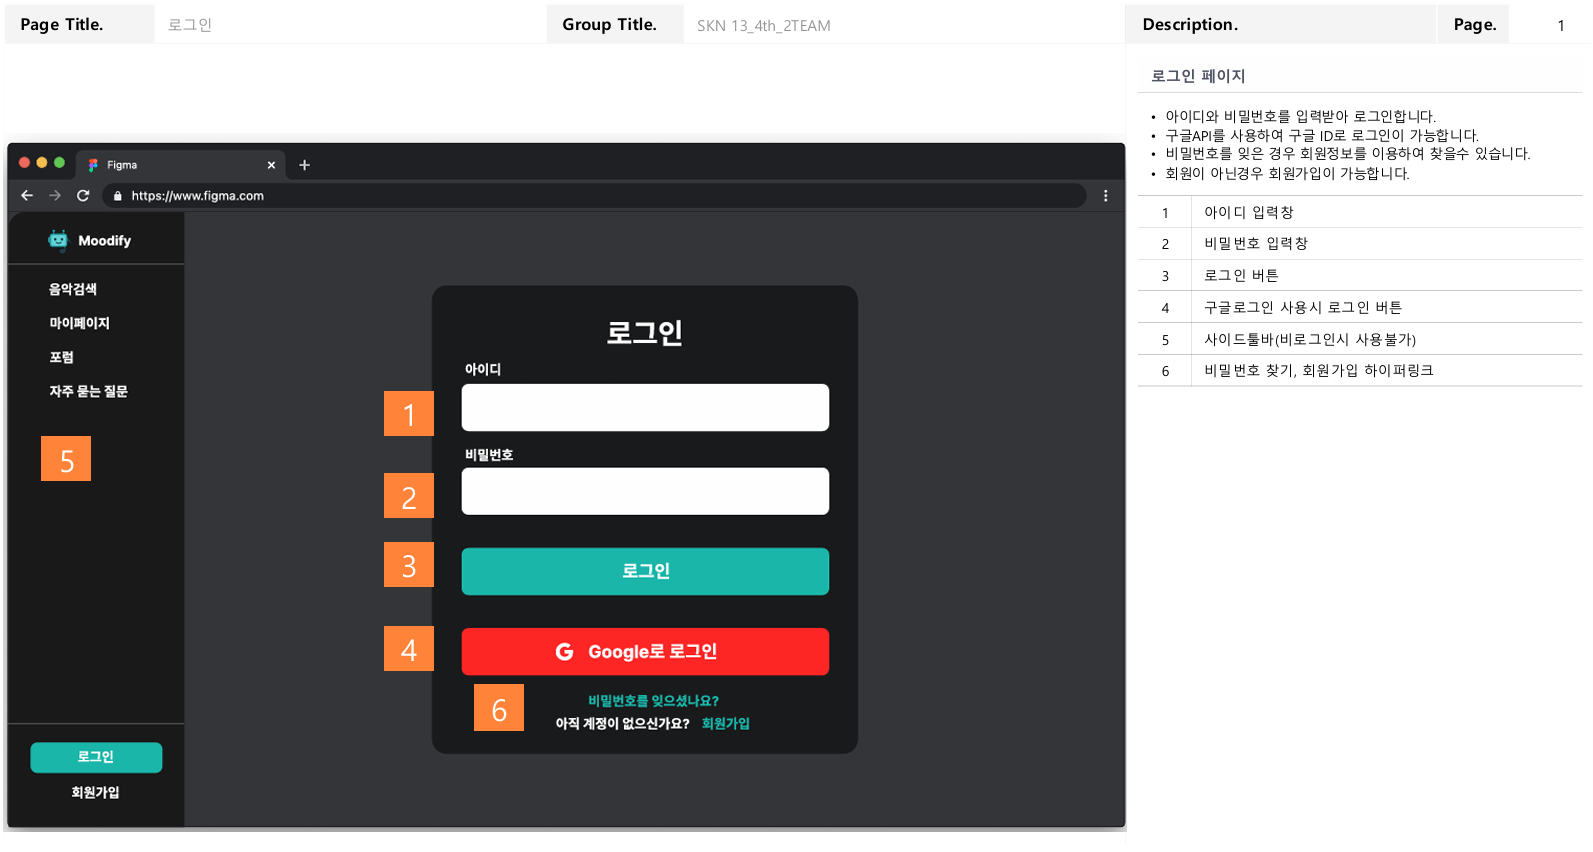 Page Title.
로그인
Group Title.
SKN 13_4th_2TEAM
Description.
Page.
1
로그인 페이지
• 아이디와 비밀번호를 입력받아 로그인합니다.
• 구글API를 사용하여 구글 ID로 로그인이 가능합니다.
• 비밀번호를 잊은 경우 회원정보를 이용하여 찾을수 있습니다.
• 회원이 아닌경우 회원가입이 가능합니다.
1 아이디 입력창
2 비밀번호 입력창
3 로그인 버튼
4 구글로그인 사용시 로그인 버튼
5 사이드툴바(비로그인시 사용불가)
6 비밀번호 찾기, 회원가입 하이퍼링크
Figma
https://www.figma.com
Moodify
음악검색
마이페이지
포럼
자주 묻는 질문
5
로그인
회원가입
로그인
아이디
1
비밀번호
2
3
로그인
4
G Google로 로그인
6
비밀번호를 잊으셨나요?
아직 계정이 없으신가요? 회원가입